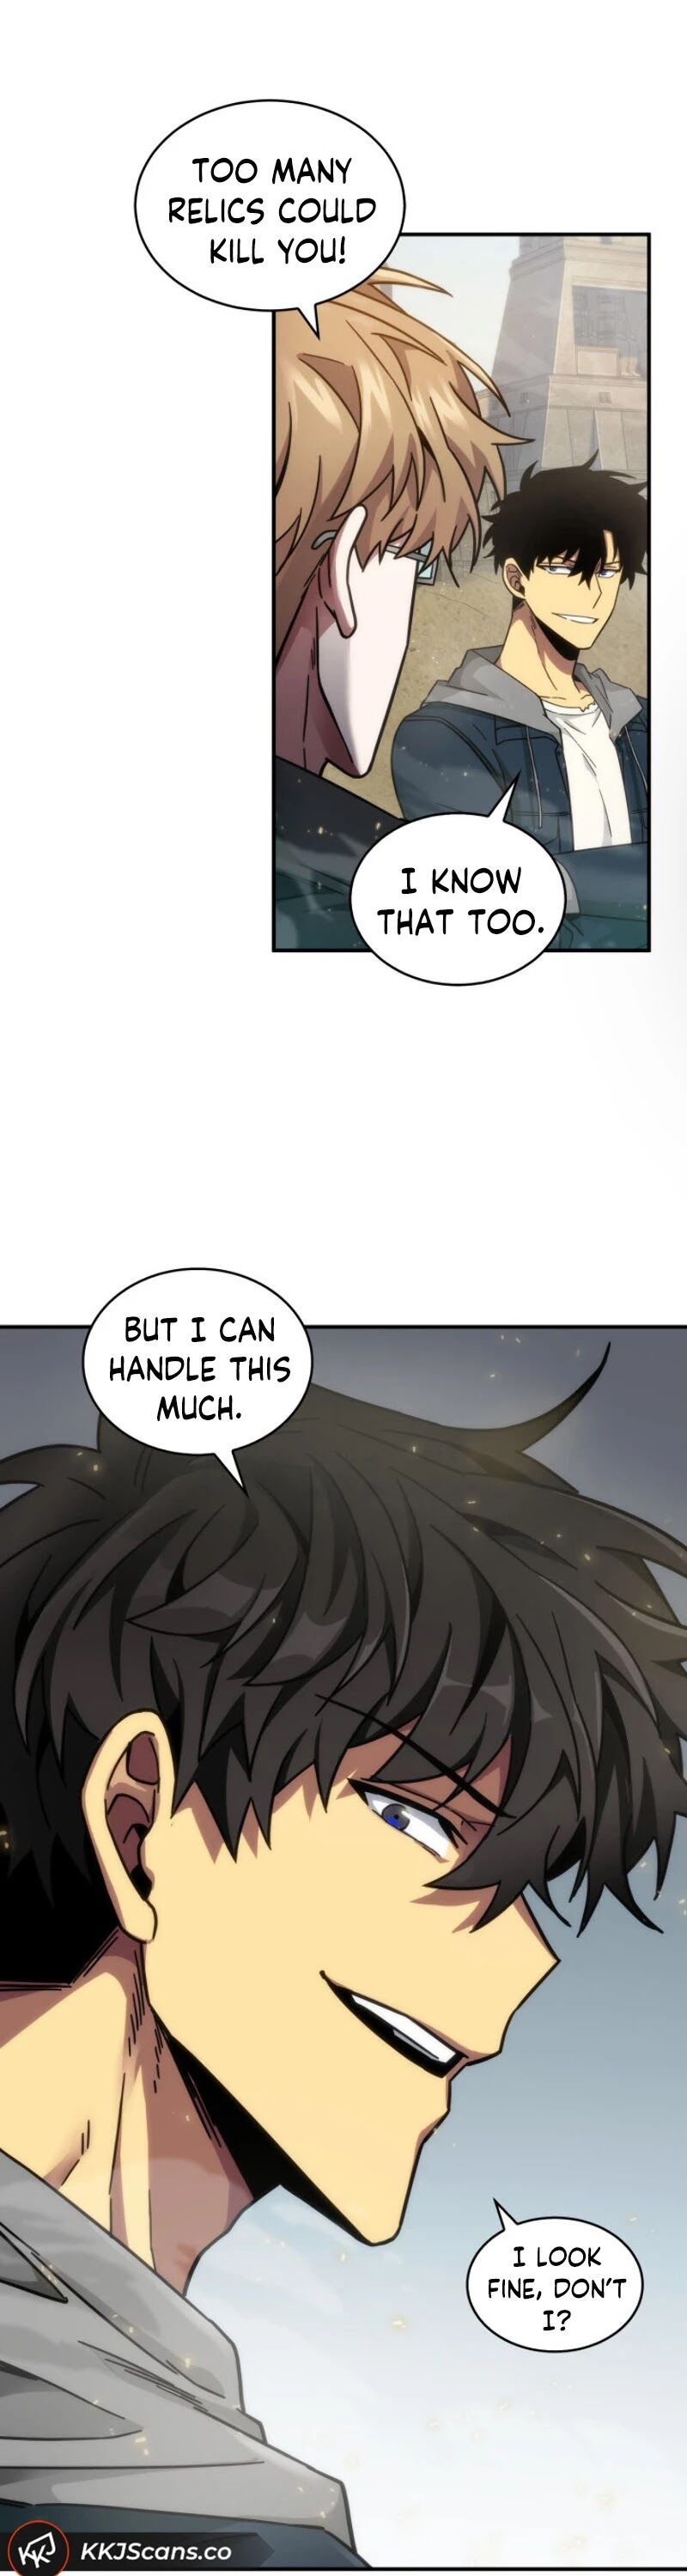 TOO MANY
RELICS COULD
KILL YOU!
I KNOW
THAT TOO.
BUT I CAN
HANDLE THIS
MUCH.
I LOOK
FINE, DON'T
I?
KKJScans.co